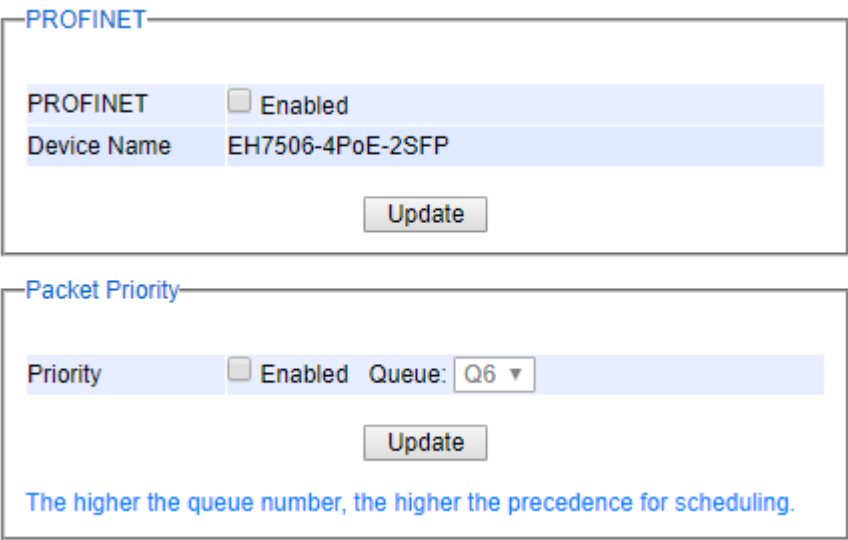 PROFINET
PROFINET Enabled
Device Name EH7506-4PoE-2SFP
Update
Packet Priority
Priority Enabled Queue: Q6
Update
The higher the queue number, the higher the precedence for scheduling.